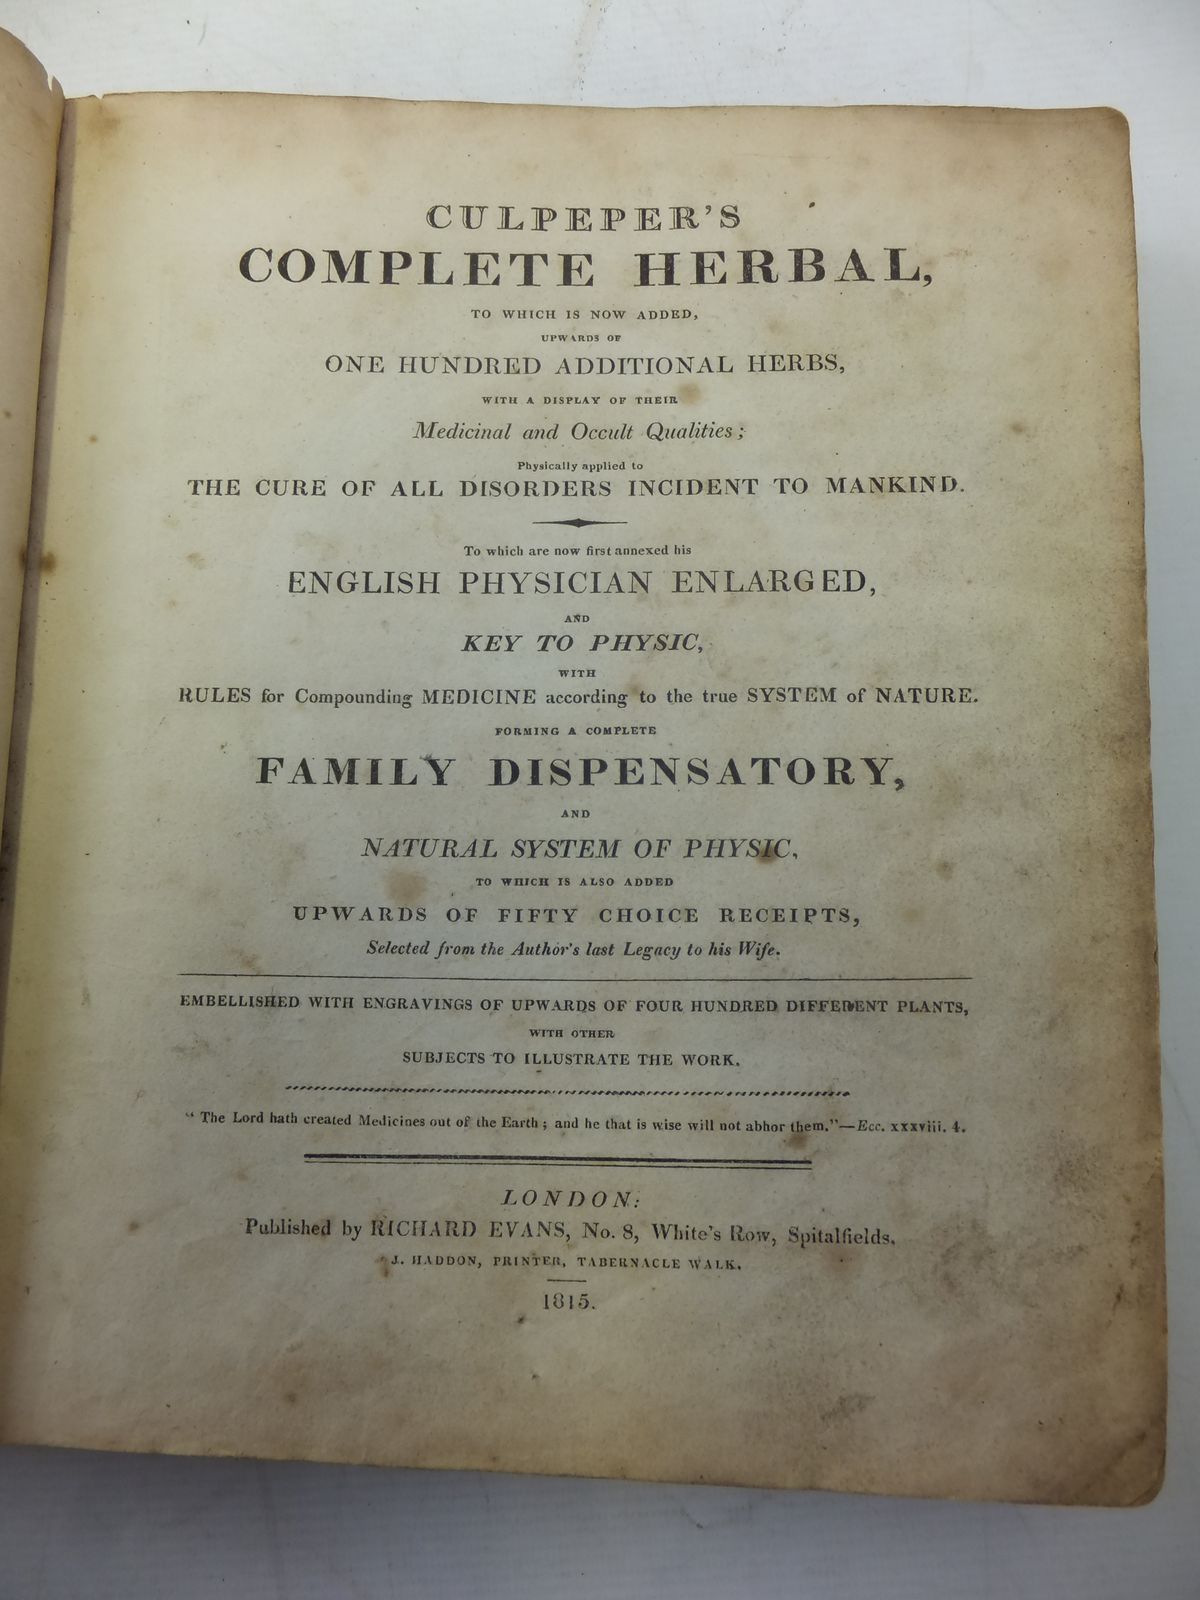 CULPEPER'S
COMPLETE HERBAL,
TO WHICH IS NOW ADDED,
UPWARDS OF
ONE HUNDRED ADDITIONAL HERBS,
WITH A DISPLAY OF THEIR
Medicinal and Occult Qualities;
Physically applied to
THE CURE OF ALL DISORDERS INCIDENT TO MANKIND.
To which are now first annexed his
ENGLISH PHYSICIAN ENLARGED,
AND
KEY TO PHYSIC,
WITH
RULES for Compounding MEDICINE according to the true SYSTEM of NATURE.
FORMING A COMPLETE
FAMILY DISPENSATORY,
AND
NATURAL SYSTEM OF PHYSIC,
TO WHICH IS ALSO ADDED
UPWARDS OF FIFTY CHOICE RECEIPTS,
Selected from the Author's last Legacy to his Wife.
EMBELLISHED WITH ENGRAVINGS OF UPWARDS OF FOUR HUNDRED DIFFERENT PLANTS,
WITH OTHER
SUBJECTS TO ILLUSTRATE THE WORK.
"The Lord hath created Medicines out of the Earth; and he that is wise will not abhor them."—Ecc. xxxviii. 4.
LONDON:
Published by RICHARD EVANS, No. 8, White's Row, Spitalfields.
J. HADDON, PRINTER, TABERNACLE WALK.
1815.